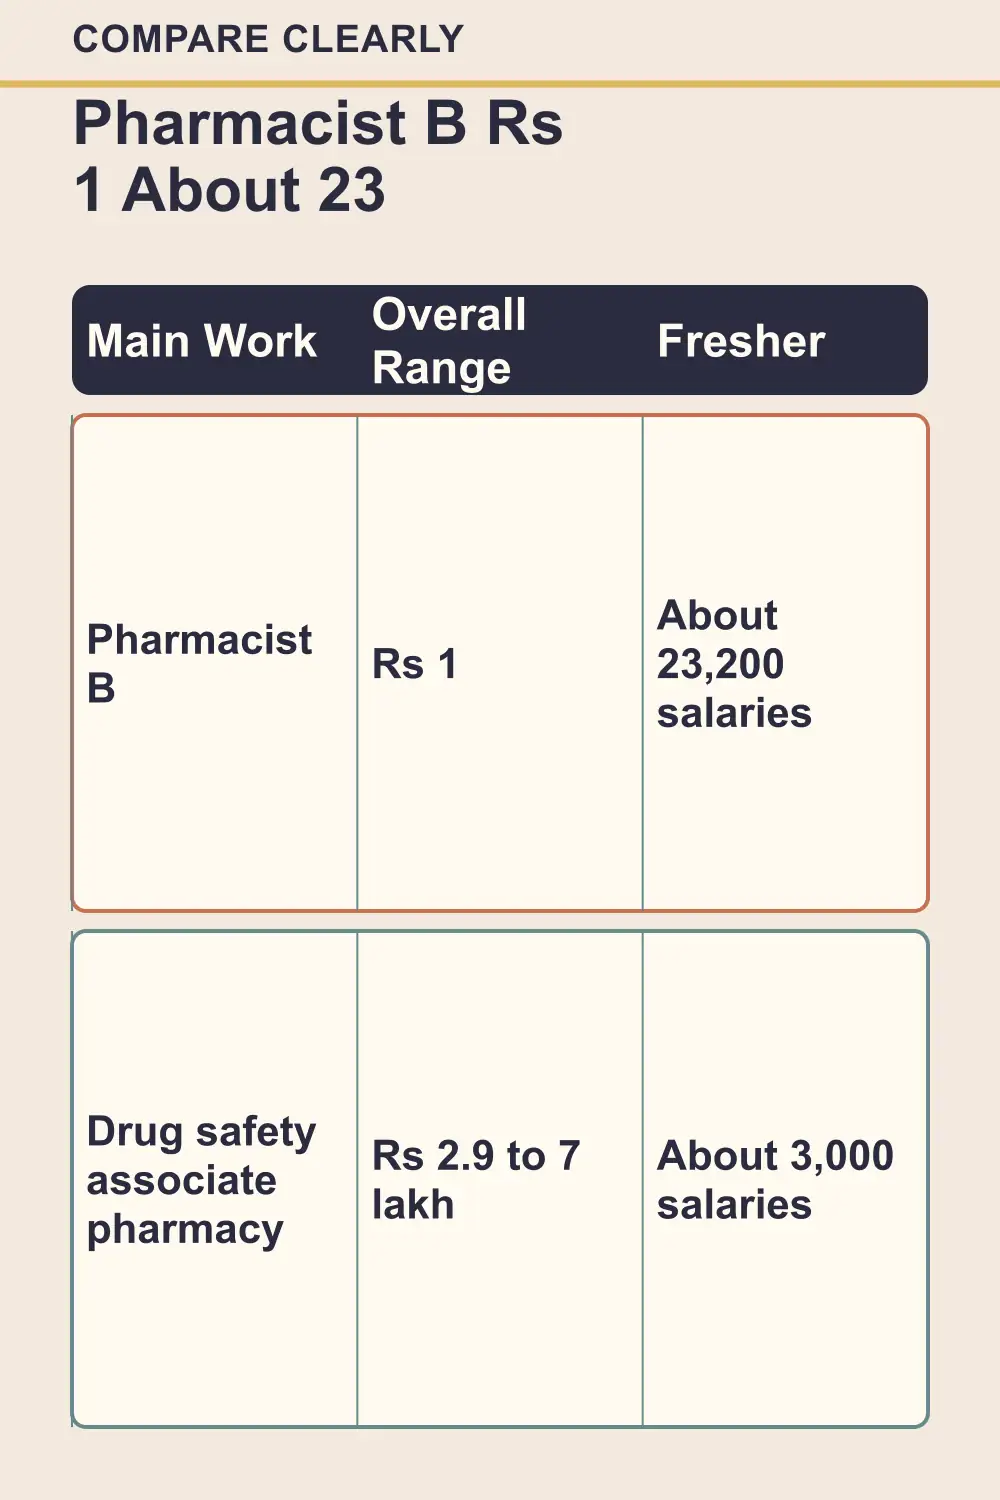 COMPARE CLEARLY
Pharmacist B Rs
1 About 23
Main Work
Overall
Range
Fresher
Pharmacist
B
Rs 1
About
23,200
salaries
Drug safety
associate
pharmacy
Rs 2.9 to 7
lakh
About 3,000
salaries